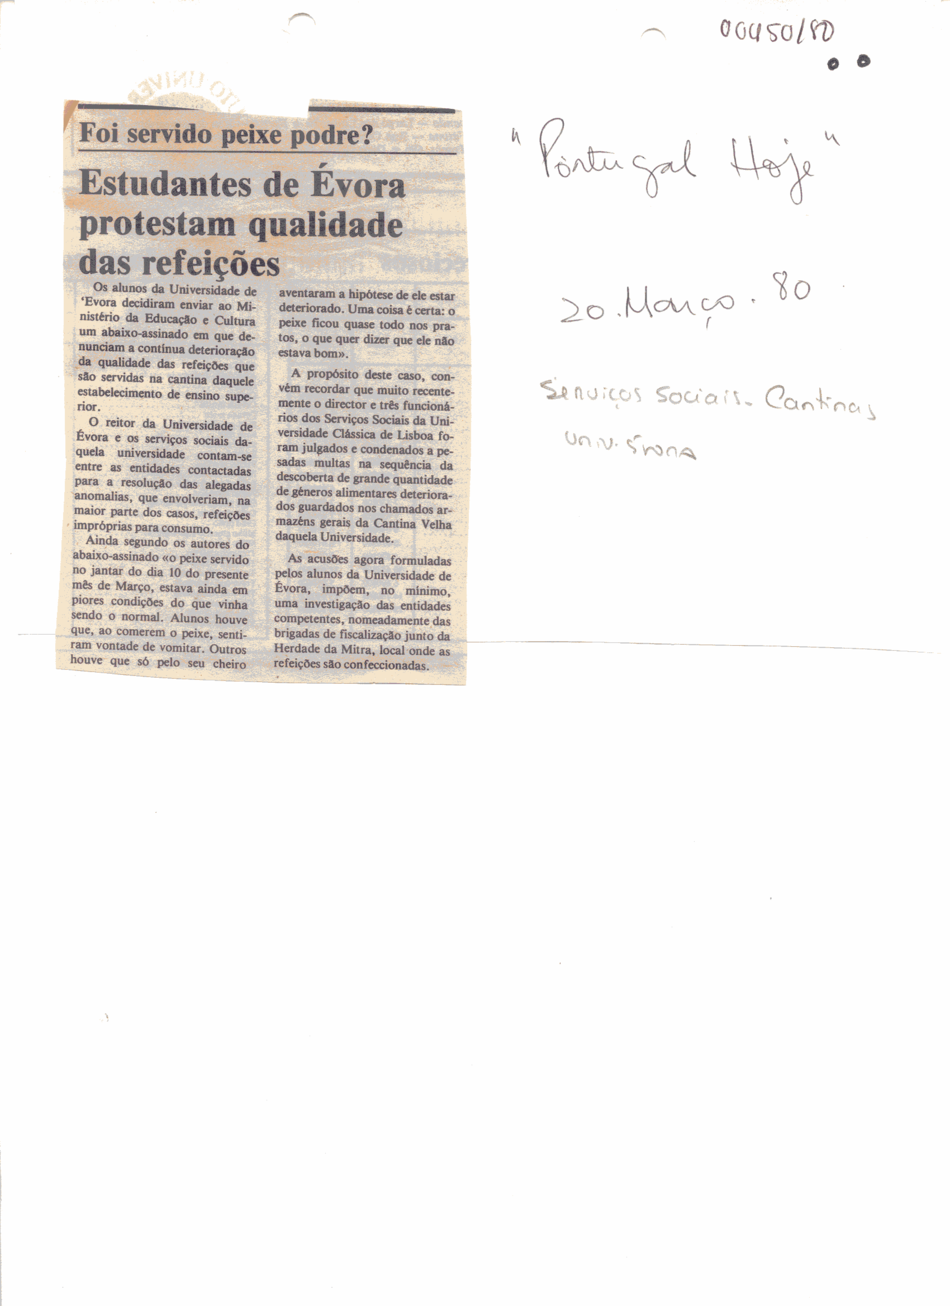 00450/80
Foi servido peixe podre?
Estudantes de Évora
protestam qualidade
das refeições
Os alunos da Universidade de
'Evora decidiram enviar ao Mi-
nistério da Educação e Cultura
um abaixo-assinado em que de-
nunciam a contínua deterioração
da qualidade das refeições que
são servidas na cantina daquele
estabelecimento de ensino supe-
rior.
O reitor da Universidade de
Évora e os serviços sociais da-
quela universidade contam-se
entre as entidades contactadas
para a resolução das alegadas
anomalias, que envolveriam, na
maior parte dos casos, refeições
impróprias para consumo.
Ainda segundo os autores do
abaixo-assinado «o peixe servido
no jantar do dia 10 do presente
mês de Março, estava ainda em
piores condições do que vinha
sendo o normal. Alunos houve
que, ao comerem o peixe, senti-
ram vontade de vomitar. Outros
houve que só pelo seu cheiro
aventaram a hipótese de ele estar
deteriorado. Uma coisa é certa: o
peixe ficou quase todo nos pra-
tos, o que quer dizer que ele não
estava bom».
A propósito deste caso, con-
vém recordar que muito recente-
mente o director e três funcioná-
rios dos Serviços Sociais da Uni-
versidade Clássica de Lisboa fo-
ram julgados e condenados a pe-
sadas multas na sequência da
descoberta de grande quantidade
de géneros alimentares deteriora-
dos guardados nos chamados ar-
mazéns gerais da Cantina Velha
daquela Universidade.
As acusões agora formuladas
pelos alunos da Universidade de
Évora, impõem, no mínimo,
uma investigação das entidades
competentes, nomeadamente das
brigadas de fiscalização junto da
Herdade da Mitra, local onde as
refeições são confeccionadas.
"Portugal Hoje"
20. Março. 80
Serviços Sociais - Cantinas
Univ. Évora